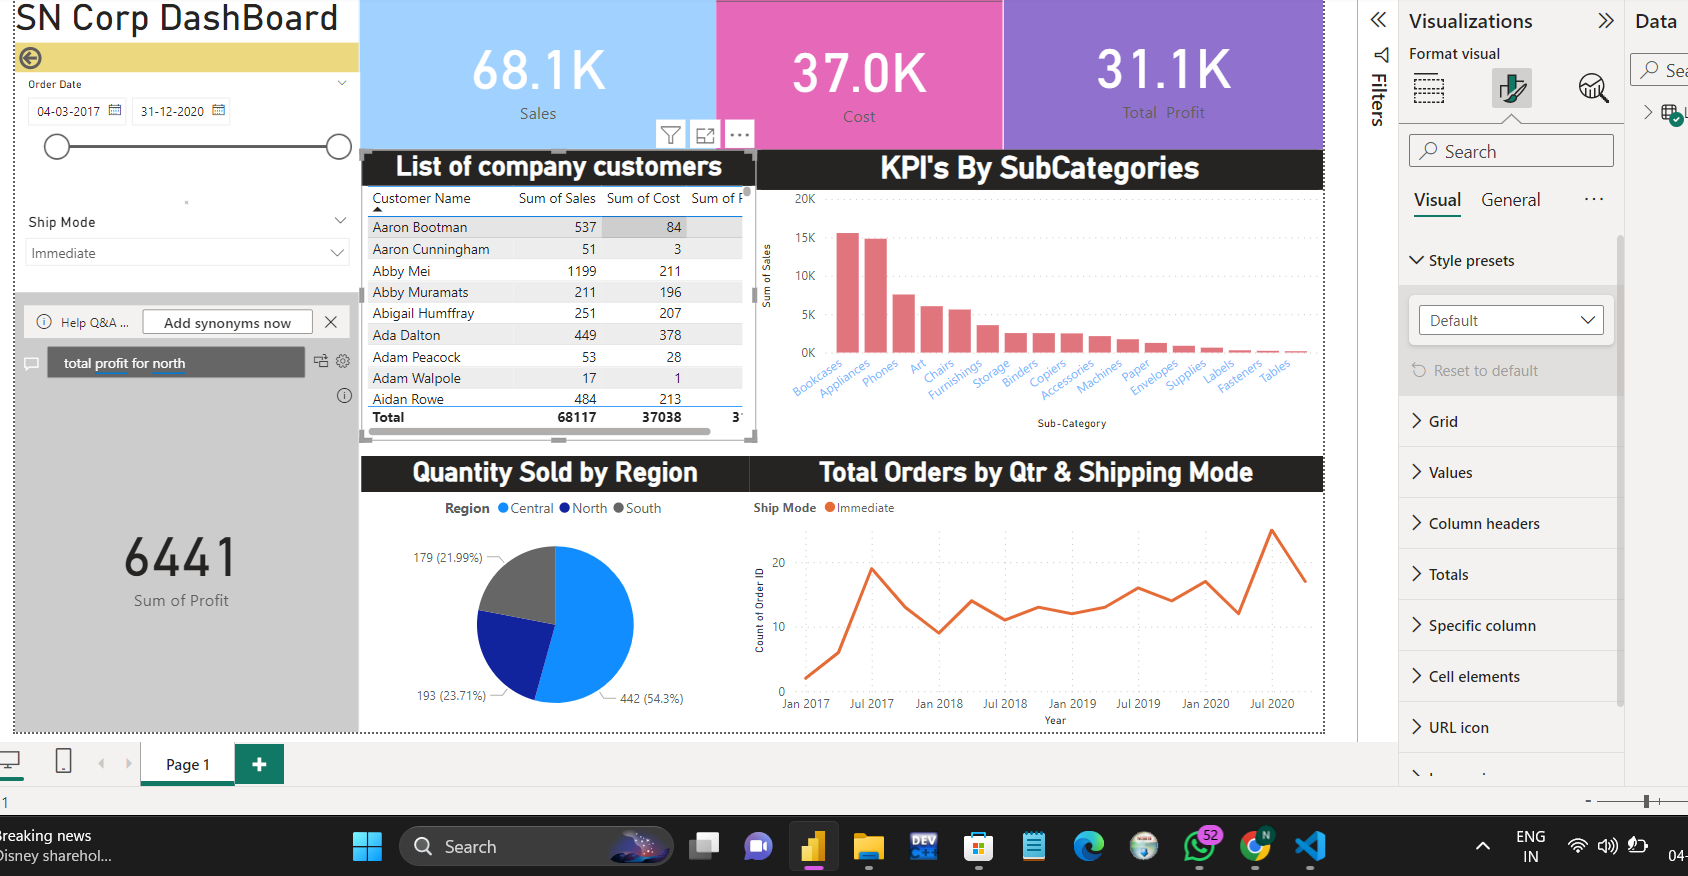 SN Corp DashBoard
Order Date
04-03-2017
31-12-2020
Ship Mode
Immediate
Help Q&A ...
Add synonyms now
total profit for north
6441
Sum of Profit
68.1K
Sales
37.0K
Cost
31.1K
Total Profit
List of company customers
Customer Name Sum of Sales Sum of Cost Sum of
Aaron Bootman 537 84
Aaron Cunningham 51 3
Abby Mei 1199 211
Abby Muramats 211 196
Abigail Humffray 251 207
Ada Dalton 449 378
Adam Peacock 53 28
Adam Walpole 17 1
Aidan Rowe 484 213
Total 68117 37038
KPI's By SubCategories
Sum of Sales
20K
15K
10K
5K
0K
Bookcases
Appliances
Phones
Art
Chairs
Furnishings
Storage
Binders
Copiers
Accessories
Machines
Paper
Envelopes
Supplies
Labels
Fasteners
Tables
Sub-Category
Quantity Sold by Region
Region Central North South
179 (21.99%)
193 (23.71%)
442 (54.3%)
Total Orders by Qtr & Shipping Mode
Ship Mode Immediate
Count of Order ID
20
10
0
Jan 2017 Jul 2017 Jan 2018 Jul 2018 Jan 2019 Jul 2019 Jan 2020 Jul 2020
Year
Filters
Visualizations
Format visual
Search
Visual General ...
Style presets
Default
Reset to default
Grid
Values
Column headers
Totals
Specific column
Cell elements
URL icon
Data
Page 1
1
Search
DEV
C++
52
N
ENG
IN